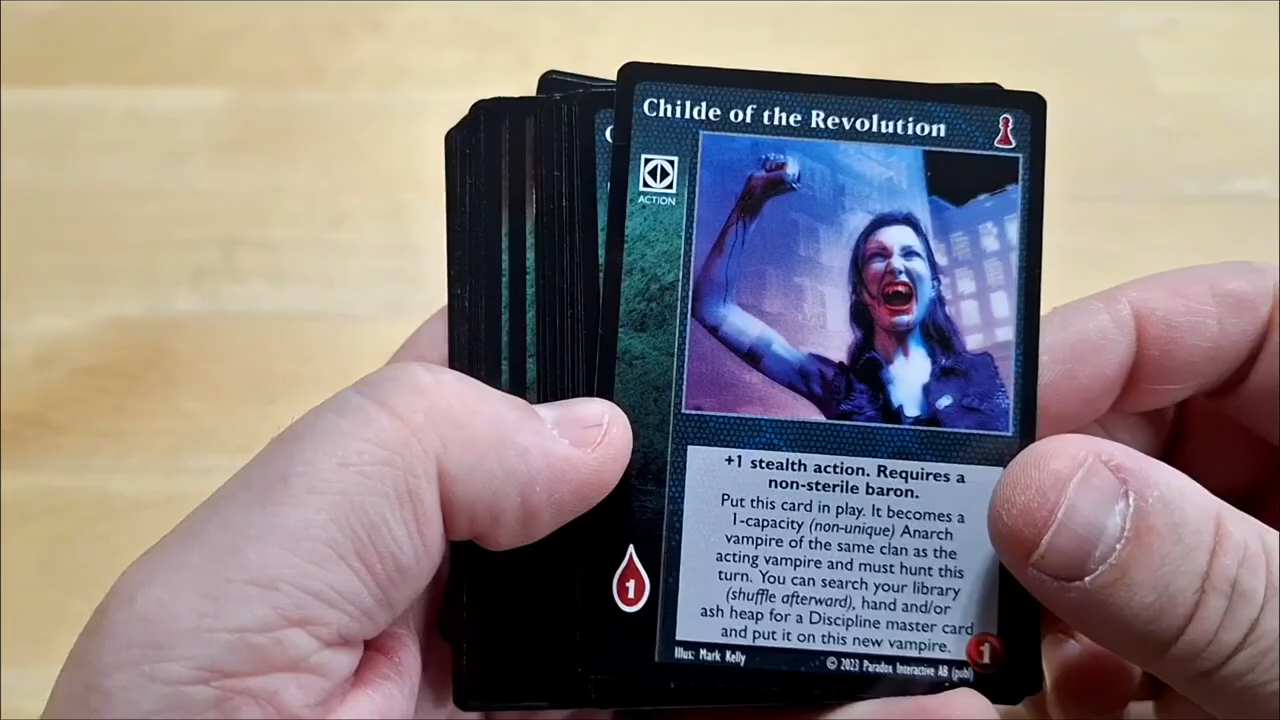 Childe of the Revolution
ACTION
+1 stealth action. Requires a
non-sterile baron.
Put this card in play. It becomes a
1-capacity (non-unique) Anarch
vampire of the same clan as the
acting vampire and must hunt this
turn. You can search your library
(shuffle afterward), hand and/or
ash heap for a Discipline master card
and put it on this new vampire.
1
1
Illus: Mark Kelly
© 2023 Paradox Interactive AB (publ)